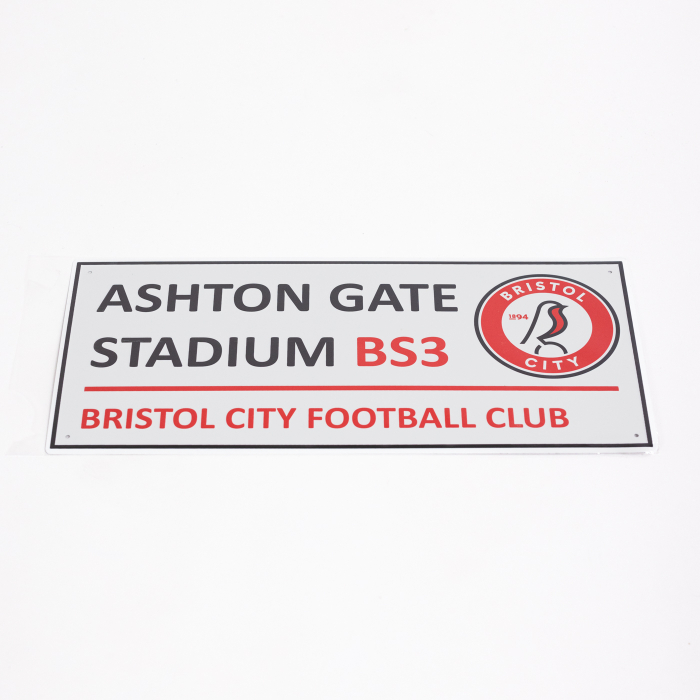 ASHTON GATE
STADIUM BS3
BRISTOL
1894
CITY
BRISTOL CITY FOOTBALL CLUB